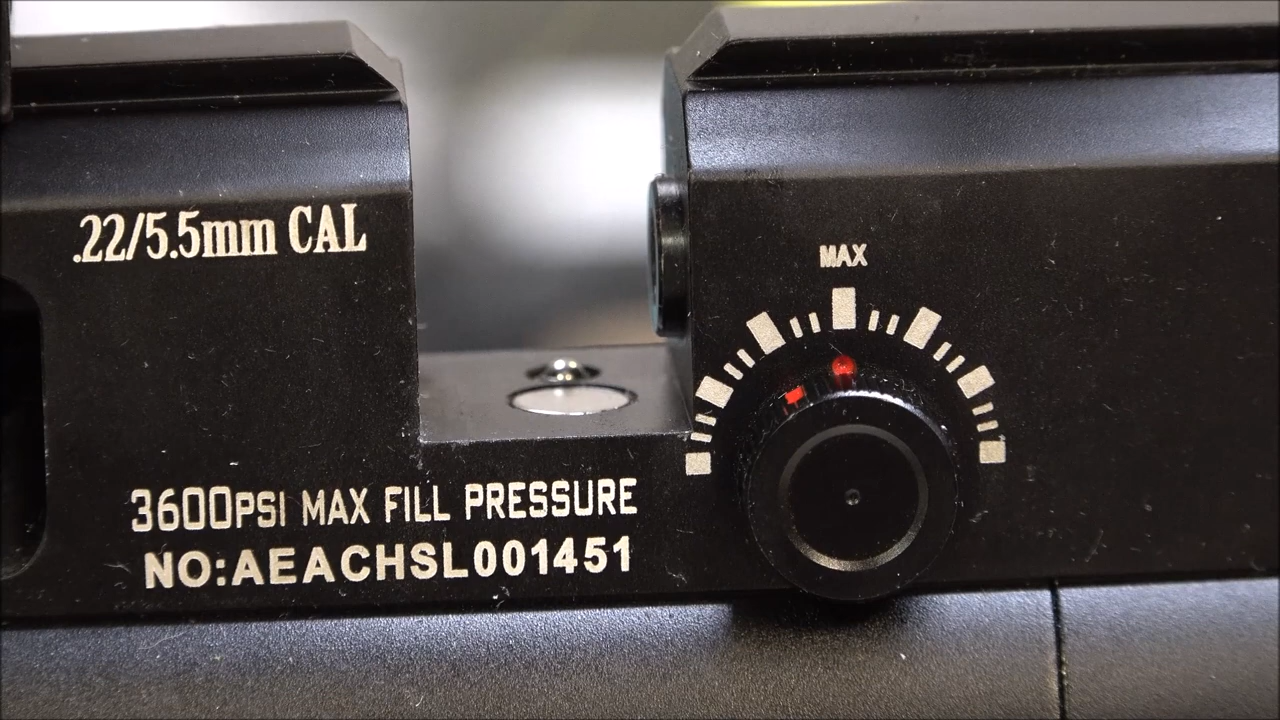 .22/5.5mm CAL
MAX
3600PSI MAX FILL PRESSURE
NO:AEACHSL001451